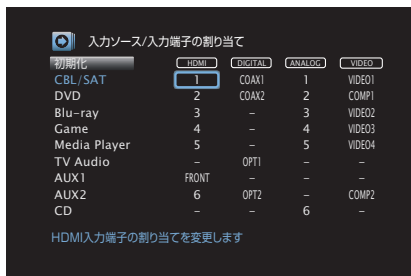 入力ソース/入力端子の割り当て
初期化 HDMI DIGITAL ANALOG VIDEO
CBL/SAT 1 COAX1 1 VIDEO1
DVD 2 COAX2 2 COMP1
Blu-ray 3 – 3 VIDEO2
Game 4 – 4 VIDEO3
Media Player 5 – 5 VIDEO4
TV Audio – OPT1 – –
AUX1 FRONT – – –
AUX2 6 OPT2 – COMP2
CD – – 6 –
HDMI入力端子の割り当てを変更します